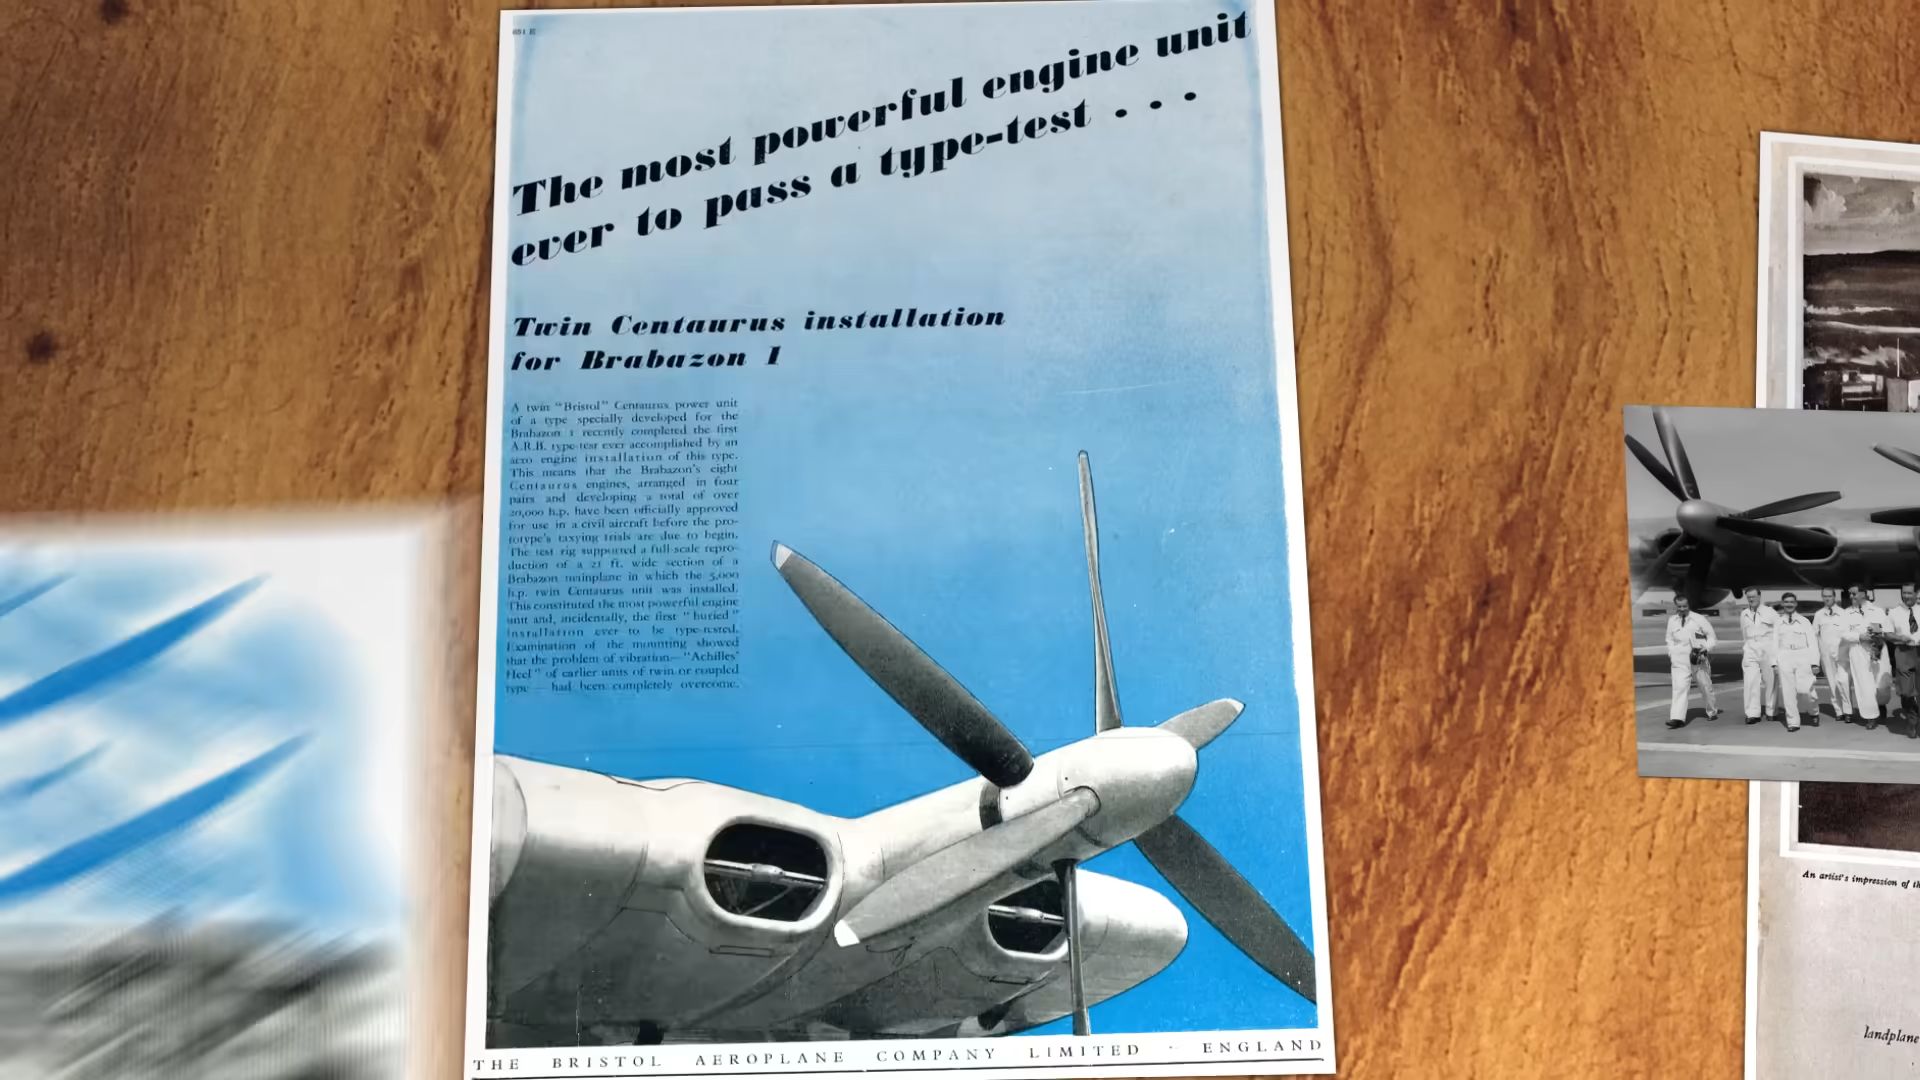 651 E
The most powerful engine unit
ever to pass a type-test . . .
Twin Centaurus installation
for Brabazon I
A twin "Bristol" Centaurus power unit
of a type specially developed for the
Brabazon 1 recently completed the first
A.R.B. type-test ever accomplished by an
aero engine installation of this type.
This means that the Brabazon's eight
Centaurus engines, arranged in four
pairs and developing a total of over
20,000 h.p. have been officially approved
for use in a civil aircraft before the pro-
totype's taxying trials are due to begin.
The test rig supported a full-scale repro-
duction of a 21 ft. wide section of a
Brabazon mainplane in which the 5,000
h.p. twin Centaurus unit was installed.
This constituted the most powerful engine
unit and, incidentally, the first "buried"
installation ever to be type-tested.
Examination of the mounting showed
that the problem of vibration—"Achilles'
Heel" of earlier units of twin or coupled
type — had been completely overcome.
THE BRISTOL AEROPLANE COMPANY LIMITED · ENGLAND
An artist's impression of th
landplane